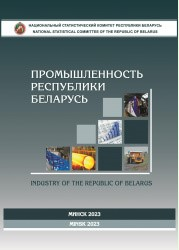 НАЦИОНАЛЬНЫЙ СТАТИСТИЧЕСКИЙ КОМИТЕТ РЕСПУБЛИКИ БЕЛАРУСЬ
NATIONAL STATISTICAL COMMITTEE OF THE REPUBLIC OF BELARUS
ПРОМЫШЛЕННОСТЬ
РЕСПУБЛИКИ
БЕЛАРУСЬ
INDUSTRY OF THE REPUBLIC OF BELARUS
МИНСК 2023
MINSK 2023